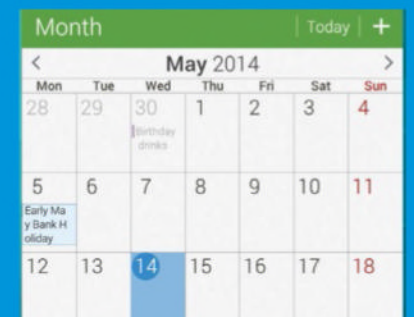 Month Today +
< May 2014 >
Mon Tue Wed Thu Fri Sat Sun
28 29 30 1 2 3 4
Birthday
drinks
5 6 7 8 9 10 11
Early Ma
y Bank H
oliday
12 13 14 15 16 17 18